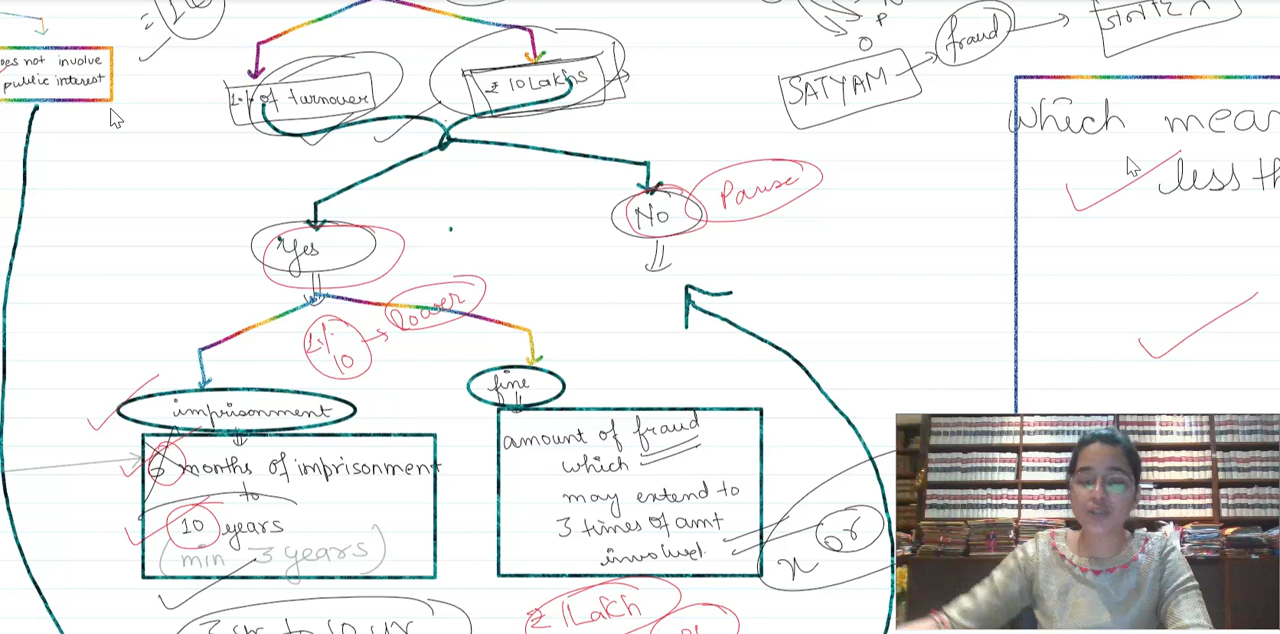 oes not involve
public interest
1% of turnover
₹ 10 Lakhs
SATYAM
fraud
which mean
less th
No
Pause
Yes
1%
10
lower
imprisonment
fine
6 months of imprisonment
to
10 years
(min 3 years)
amount of fraud
which
may extend to
3 times of amt
involved.
or
₹ 1 Lakh